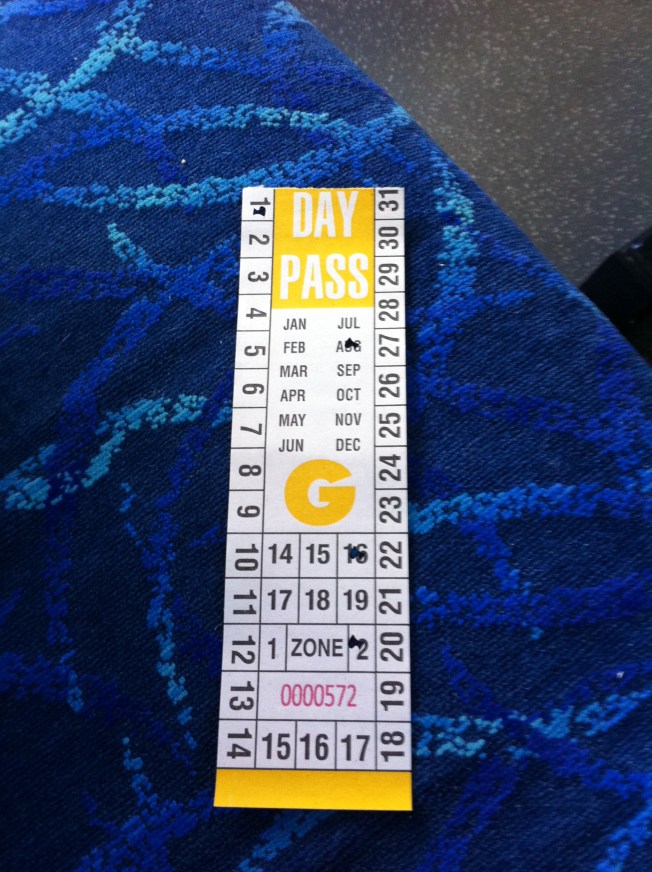 DAY
PASS
JAN JUL
FEB AUG
MAR SEP
APR OCT
MAY NOV
JUN DEC
G
14 15 16
17 18 19
1 ZONE 2
0000572
1
2
3
4
5
6
7
8
9
10
11
12
13
14
15 16 17
18
19
20
21
22
23
24
25
26
27
28
29
30
31